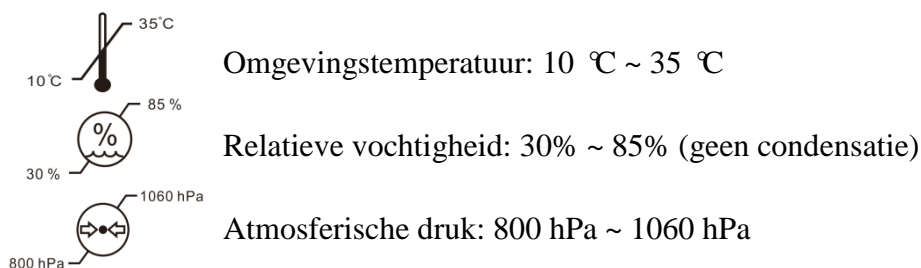 35℃
10℃
Omgevingstemperatuur: 10 ℃ ~ 35 ℃
85 %
%
30 %
Relatieve vochtigheid: 30% ~ 85% (geen condensatie)
1060 hPa
800 hPa
Atmosferische druk: 800 hPa ~ 1060 hPa